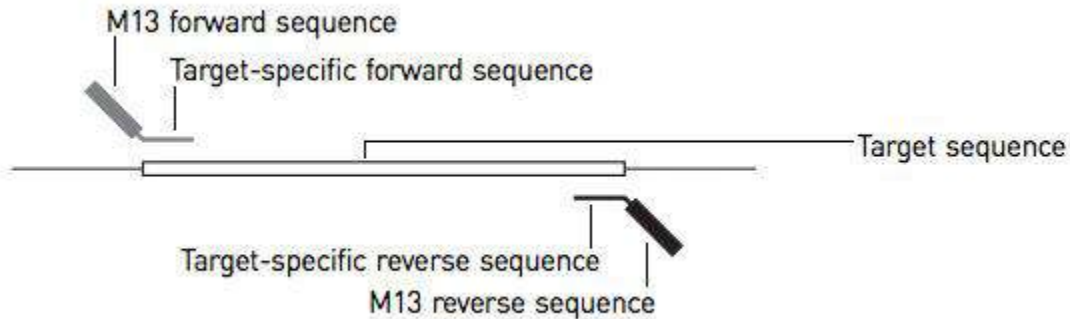 M13 forward sequence
Target-specific forward sequence
Target sequence
Target-specific reverse sequence
M13 reverse sequence